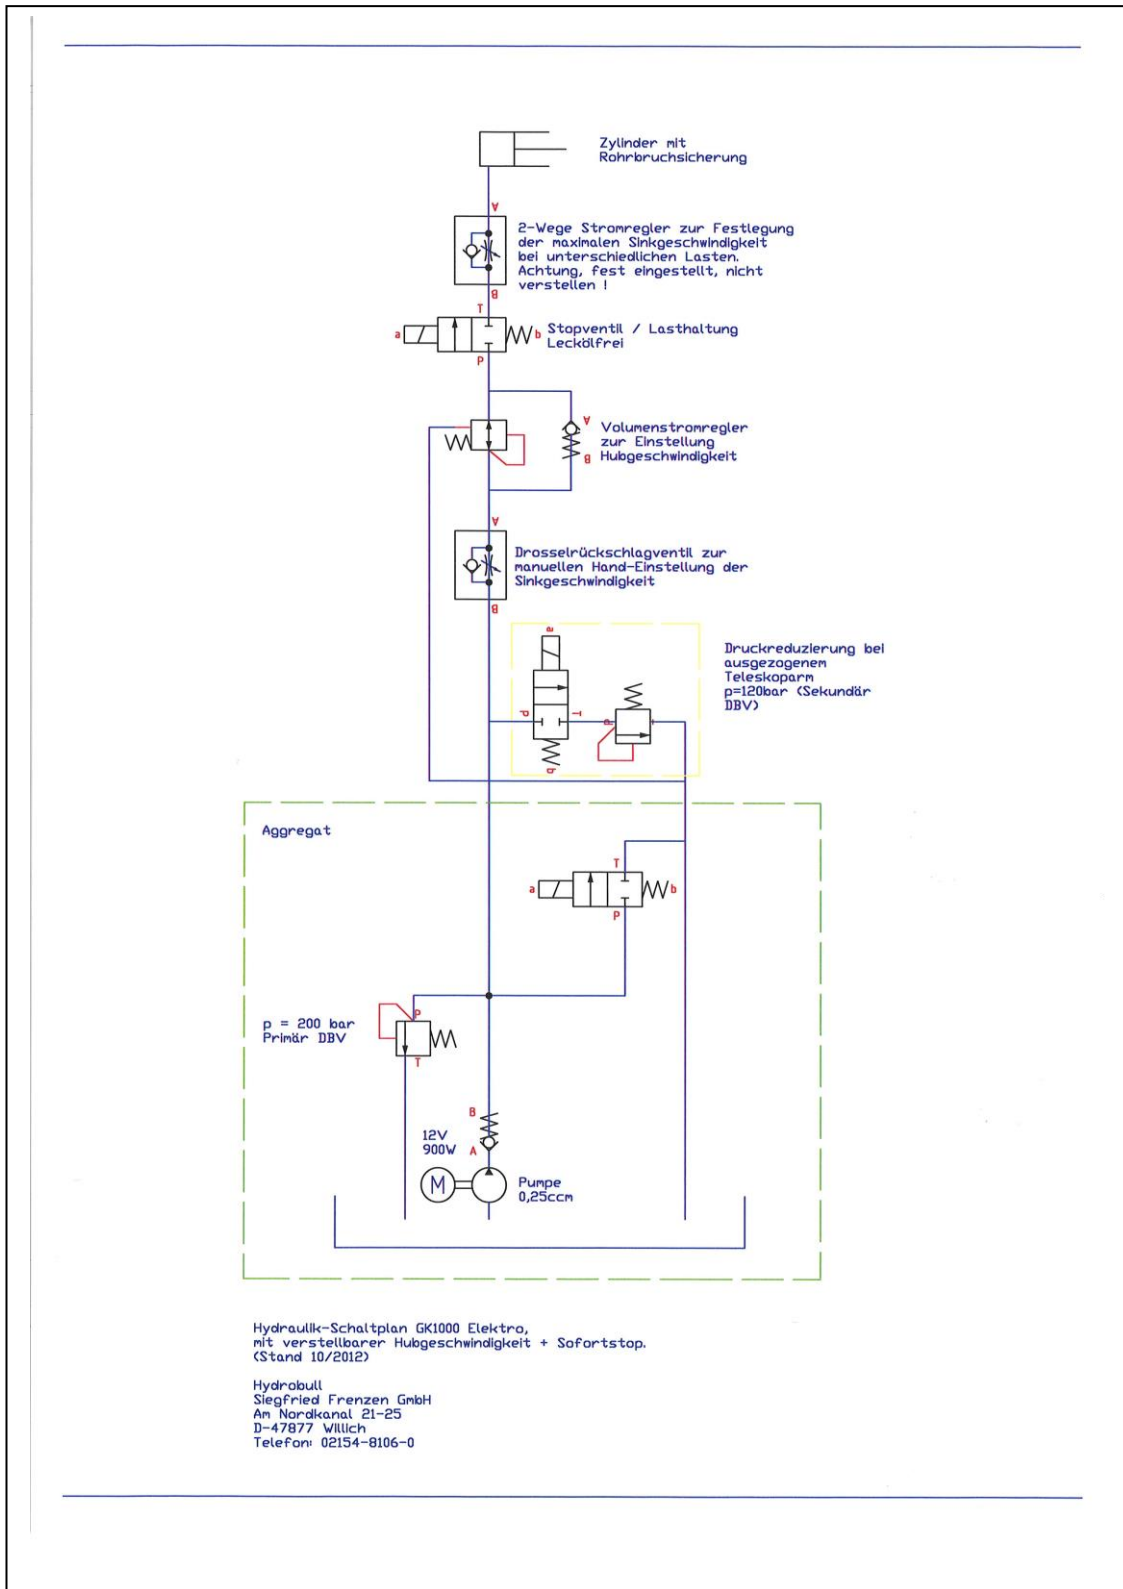 Zylinder mit
Rohrbruchsicherung
A
2-Wege Stromregler zur Festlegung
der maximalen Sinkgeschwindigkeit
bei unterschiedlichen Lasten.
Achtung, fest eingestellt, nicht
verstellen !
B
T
a
b
Stopventil / Lasthaltung
Leckölfrei
P
A
Volumenstromregler
zur Einstellung
Hubgeschwindigkeit
B
A
Drosselrückschlagventil zur
manuellen Hand-Einstellung der
Sinkgeschwindigkeit
B
a
Druckreduzierung bei
ausgezogenem
Teleskoparm
p=120bar (Sekundär
DBV)
P
T
P
T
b
Aggregat
T
a
b
P
p = 200 bar
Primär DBV
P
T
B
12V
900W
A
M
Pumpe
0,25ccm
Hydraulik-Schaltplan GK1000 Elektro,
mit verstellbarer Hubgeschwindigkeit + Sofortstop.
(Stand 10/2012)
Hydrobull
Siegfried Frenzen GmbH
Am Nordkanal 21-25
D-47877 Willich
Telefon: 02154-8106-0